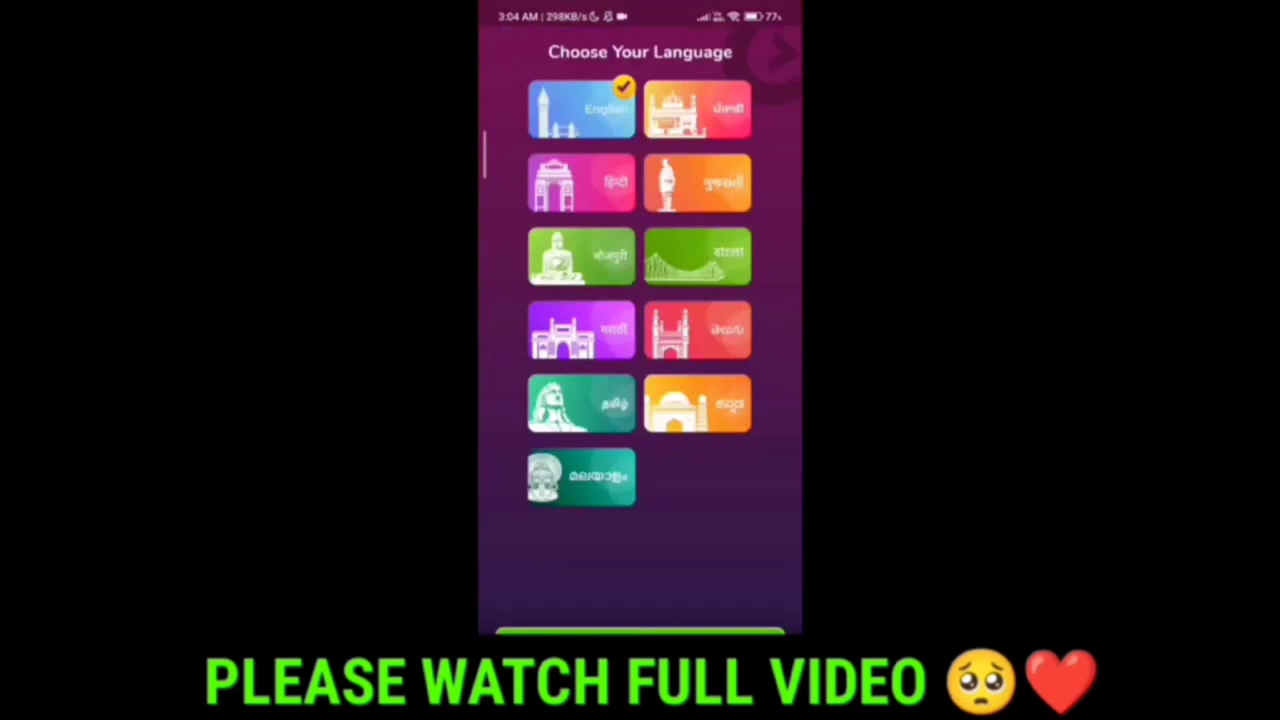 3:04 AM | 298KB/s 77%
Choose Your Language
English ਪੰਜਾਬੀ
हिन्दी ગુજરાતી
भोजपुरी বাংলা
मराठी తెలుగు
தமிழ் ಕನ್ನಡ
മലയാളം
PLEASE WATCH FULL VIDEO 🥺❤️